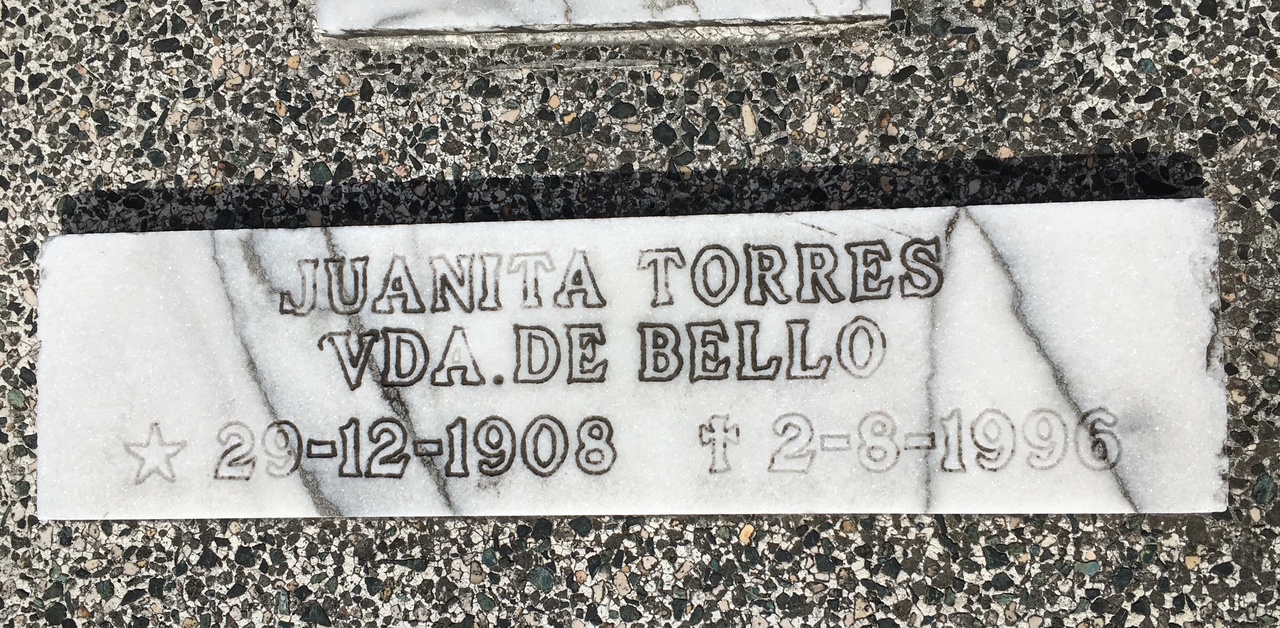 JUANITA TORRES
VDA. DE BELLO
☆ 29-12-1908 ✝ 2-8-1996